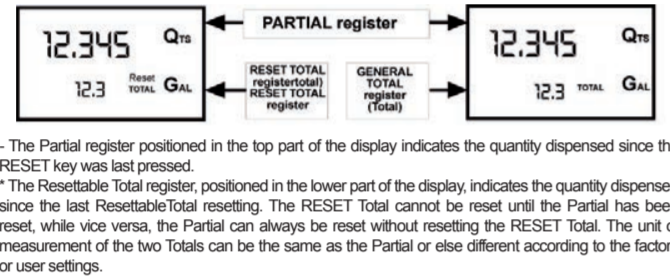 PARTIAL register
12.345 QTS
12.345 QTS
Reset
12.3 TOTAL GAL
RESET TOTAL
registertotal)
RESET TOTAL
register
GENERAL
TOTAL
register
(Total)
12.3 TOTAL GAL
- The Partial register positioned in the top part of the display indicates the quantity dispensed since th
RESET key was last pressed.
* The Resettable Total register, positioned in the lower part of the display, indicates the quantity dispense
since the last ResettableTotal resetting. The RESET Total cannot be reset until the Partial has bee
reset, while vice versa, the Partial can always be reset without resetting the RESET Total. The unit o
measurement of the two Totals can be the same as the Partial or else different according to the factor
or user settings.